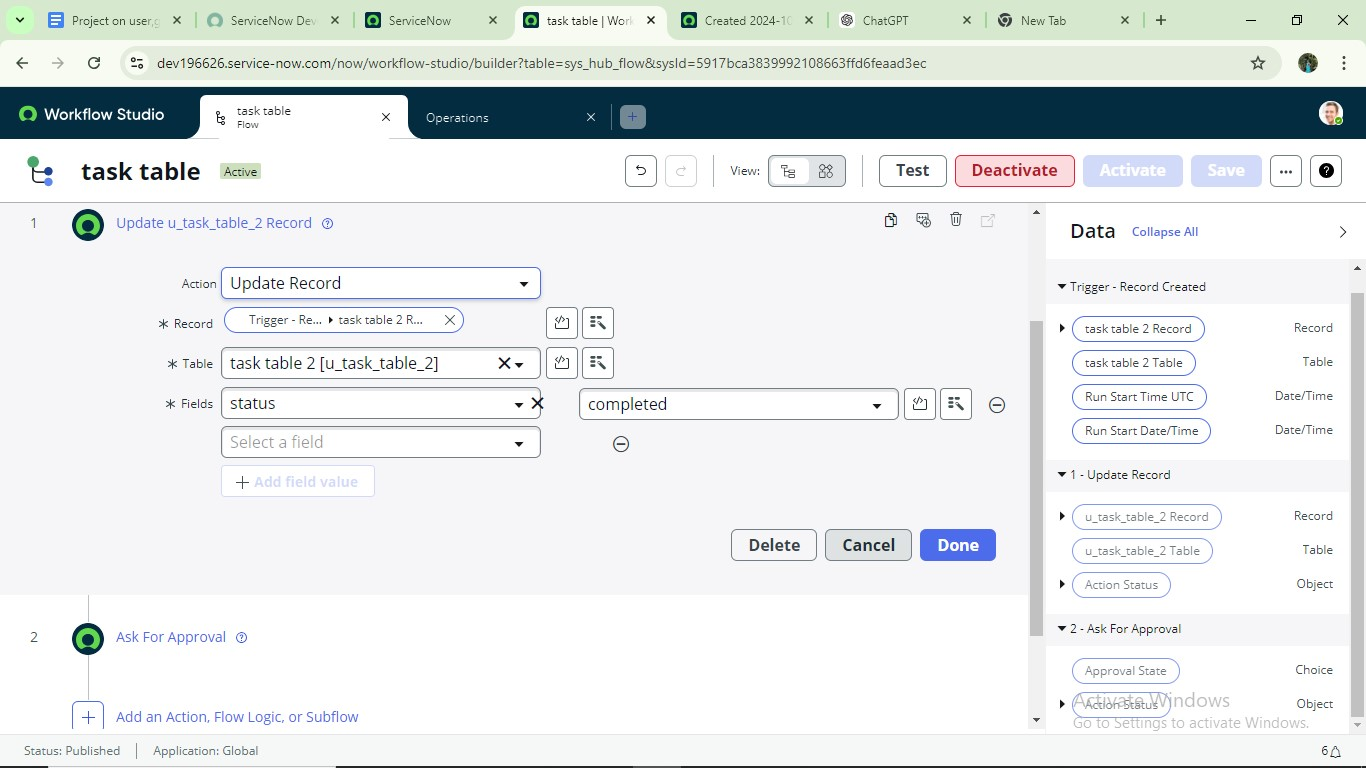 Project on user,g
ServiceNow Dev
ServiceNow
task table | Work
Created 2024-10
ChatGPT
New Tab
dev196626.service-now.com/now/workflow-studio/builder?table=sys_hub_flow&sysId=5917bca3839992108663ffd6feaad3ec
Workflow Studio
task table
Flow
Operations
task table
Active
View:
Test
Deactivate
Activate
Save
1
Update u_task_table_2 Record
Action
Update Record
* Record
Trigger - Re... ▸ task table 2 R...
* Table
task table 2 [u_task_table_2]
* Fields
status
completed
Select a field
+ Add field value
Delete
Cancel
Done
2
Ask For Approval
Add an Action, Flow Logic, or Subflow
Data
Collapse All
Trigger - Record Created
task table 2 Record
Record
task table 2 Table
Table
Run Start Time UTC
Date/Time
Run Start Date/Time
Date/Time
1 - Update Record
u_task_table_2 Record
Record
u_task_table_2 Table
Table
Action Status
Object
2 - Ask For Approval
Approval State
Choice
Action Status
Object
Activate Windows
Go to Settings to activate Windows.
Status: Published
Application: Global
6